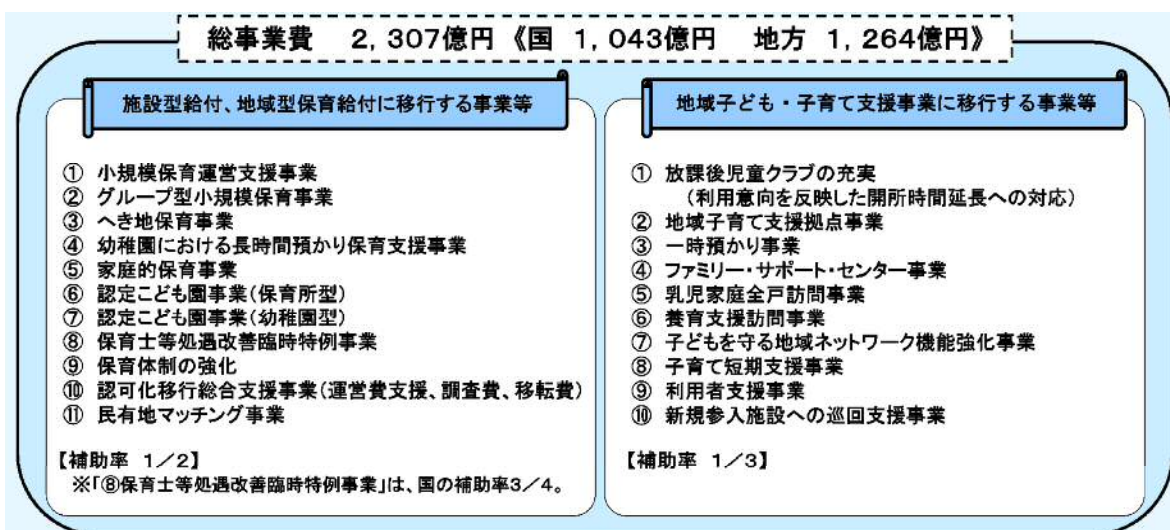 総事業費　2，307億円《国　1，043億円　地方　1，264億円》
施設型給付、地域型保育給付に移行する事業等
① 小規模保育運営支援事業
② グループ型小規模保育事業
③ へき地保育事業
④ 幼稚園における長時間預かり保育支援事業
⑤ 家庭的保育事業
⑥ 認定こども園事業(保育所型)
⑦ 認定こども園事業(幼稚園型)
⑧ 保育士等処遇改善臨時特例事業
⑨ 保育体制の強化
⑩ 認可化移行総合支援事業(運営費支援、調査費、移転費)
⑪ 民有地マッチング事業
【補助率　1／2】
※「⑧保育士等処遇改善臨時特例事業」は、国の補助率3／4。
地域子ども・子育て支援事業に移行する事業等
① 放課後児童クラブの充実
(利用意向を反映した開所時間延長への対応)
② 地域子育て支援拠点事業
③ 一時預かり事業
④ ファミリー・サポート・センター事業
⑤ 乳児家庭全戸訪問事業
⑥ 養育支援訪問事業
⑦ 子どもを守る地域ネットワーク機能強化事業
⑧ 子育て短期支援事業
⑨ 利用者支援事業
⑩ 新規参入施設への巡回支援事業
【補助率　1／3】